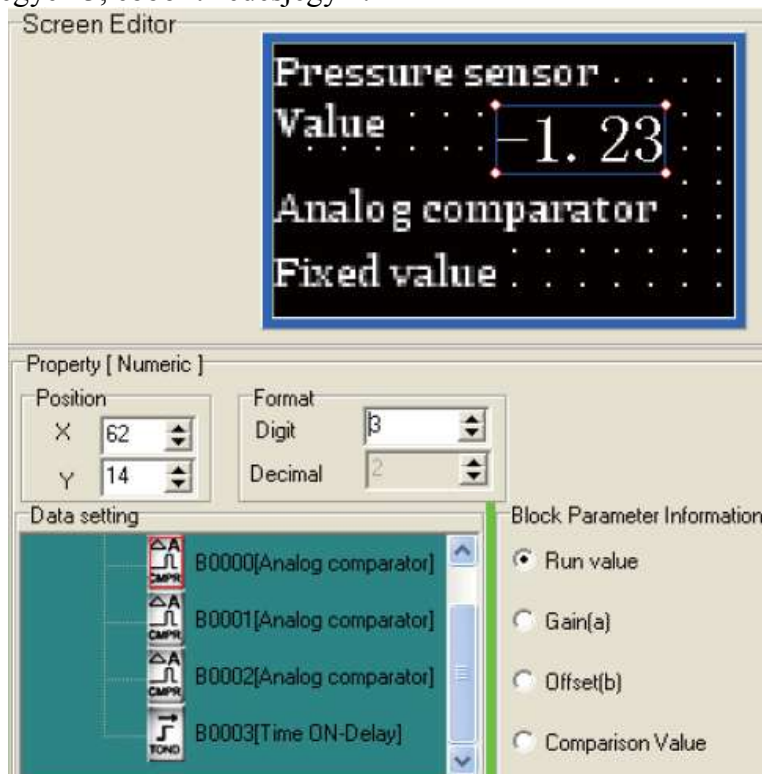 Screen Editor
Pressure sensor
Value -1. 23
Analog comparator
Fixed value
Property [ Numeric ]
Position
X 62
Y 14
Format
Digit 3
Decimal 2
Data setting
B0000[Analog comparator]
B0001[Analog comparator]
B0002[Analog comparator]
B0003[Time ON-Delay]
Block Parameter Information
Run value
Gain(a)
Offset(b)
Comparison Value